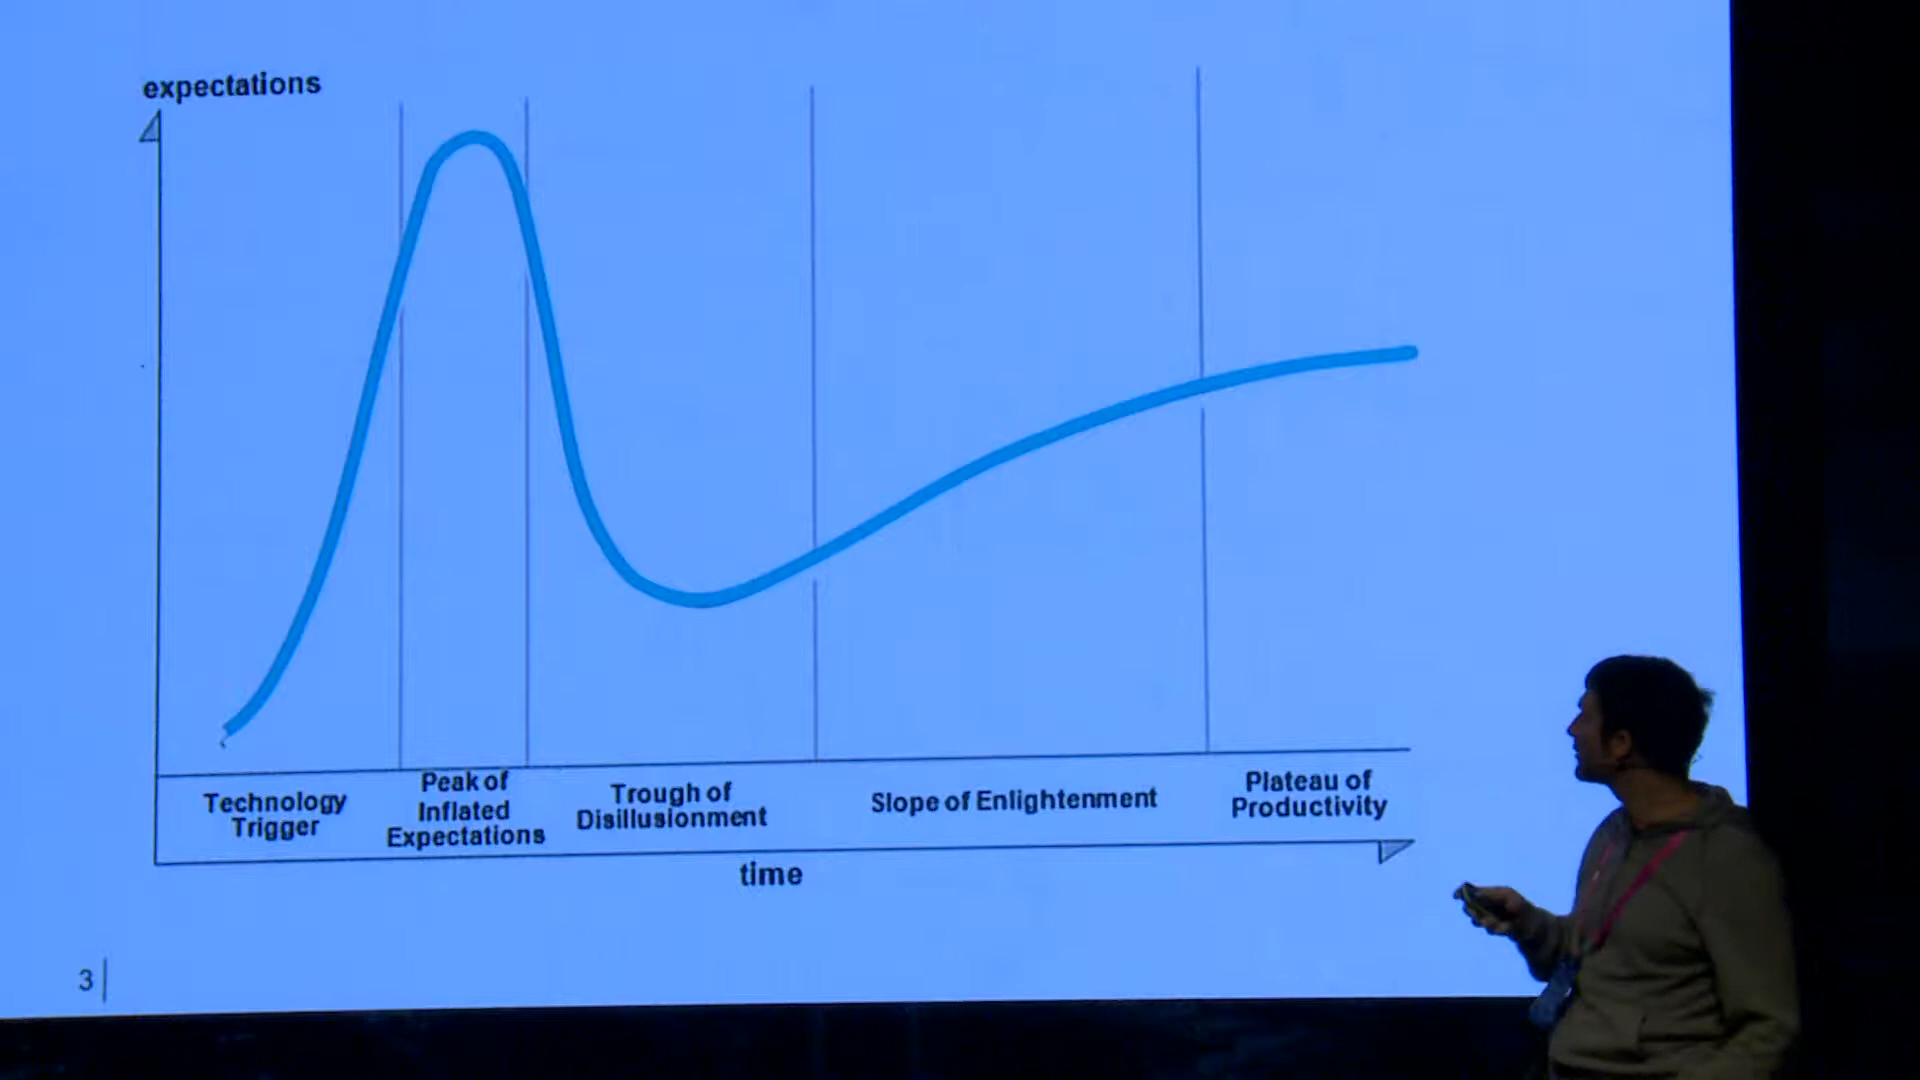 expectations
Technology
Trigger
Peak of
Inflated
Expectations
Trough of
Disillusionment
Slope of Enlightenment
Plateau of
Productivity
time
3